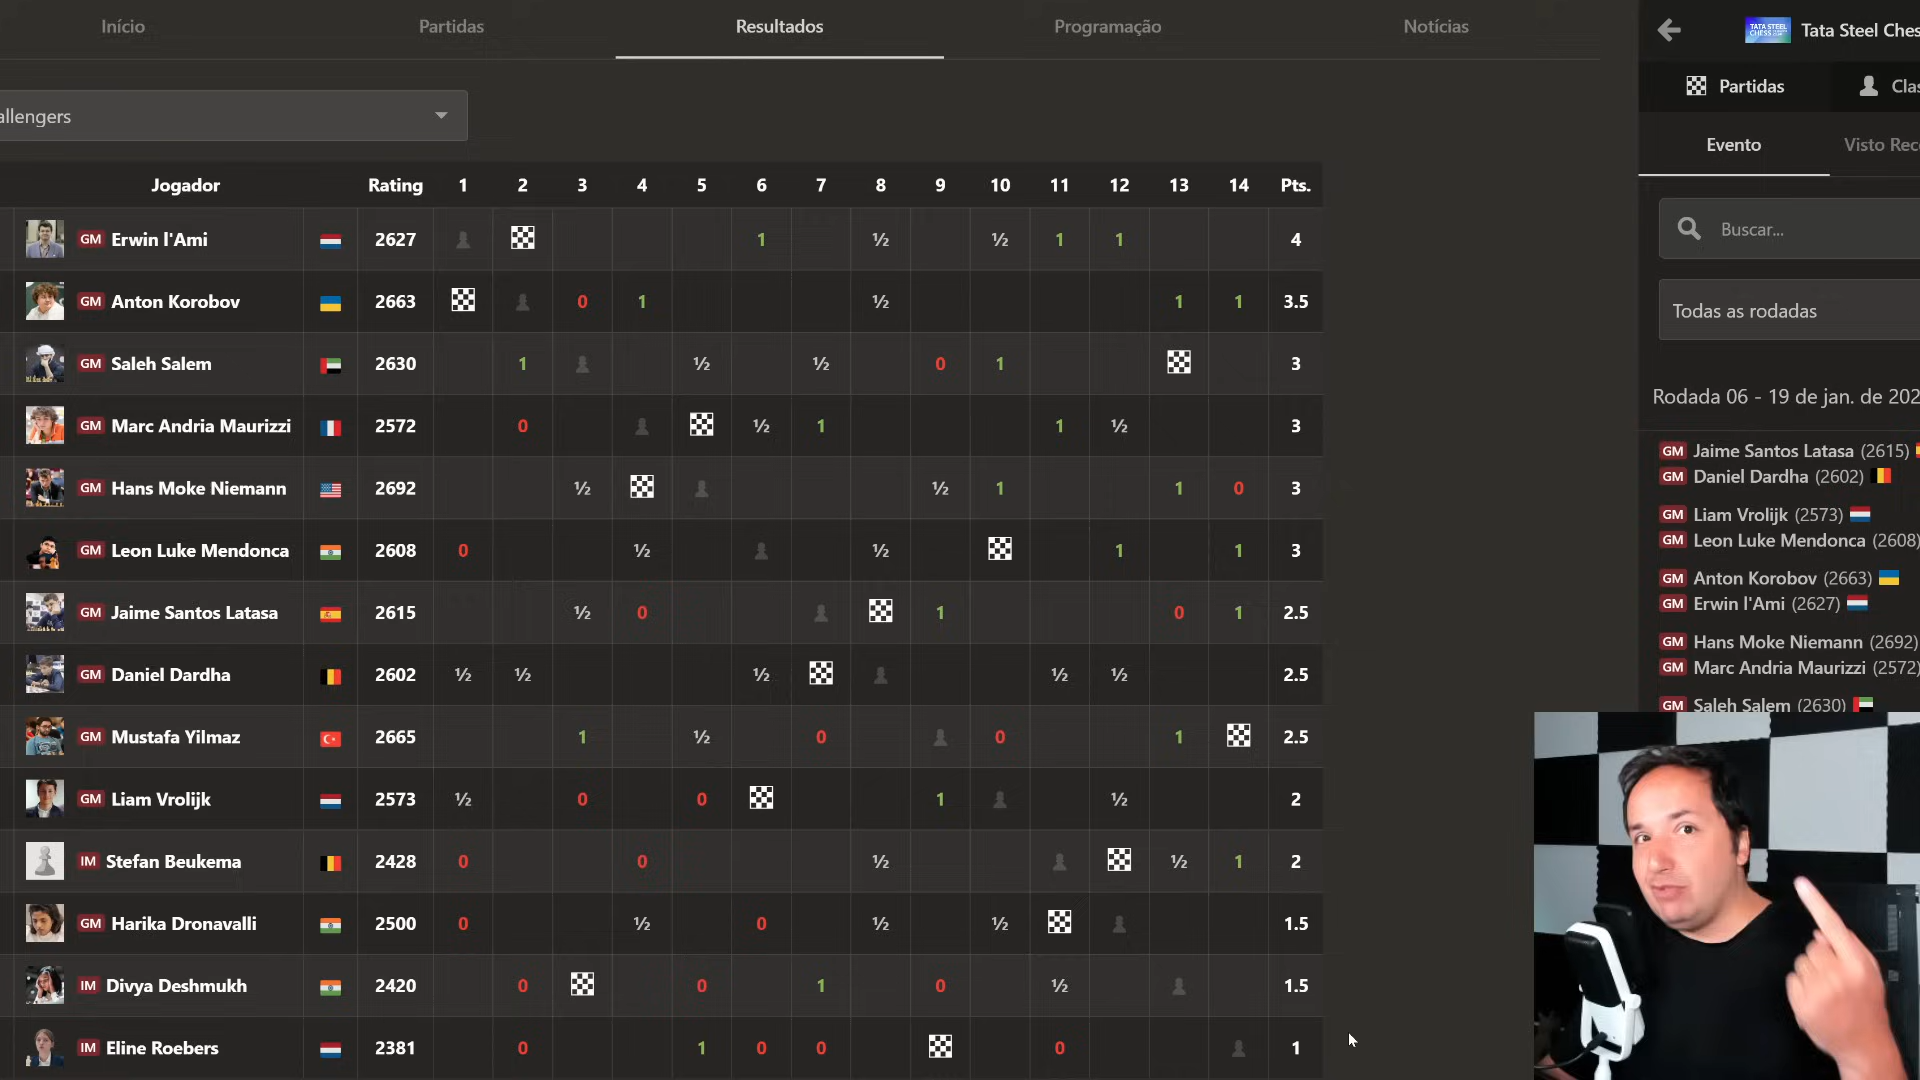 Início Partidas Resultados Programação Notícias
allengers
Jogador Rating 1 2 3 4 5 6 7 8 9 10 11 12 13 14 Pts.
GM Erwin l'Ami 2627 1 ½ ½ 1 1 4
GM Anton Korobov 2663 0 1 ½ 1 1 3.5
GM Saleh Salem 2630 1 ½ ½ 0 1 3
GM Marc Andria Maurizzi 2572 0 ½ 1 1 ½ 3
GM Hans Moke Niemann 2692 ½ ½ 1 1 0 3
GM Leon Luke Mendonca 2608 0 ½ ½ 1 1 3
GM Jaime Santos Latasa 2615 ½ 0 1 0 1 2.5
GM Daniel Dardha 2602 ½ ½ ½ ½ ½ 2.5
GM Mustafa Yilmaz 2665 1 ½ 0 0 1 2.5
GM Liam Vrolijk 2573 ½ 0 0 1 ½ 2
IM Stefan Beukema 2428 0 0 ½ ½ 1 2
GM Harika Dronavalli 2500 0 ½ 0 ½ ½ 1.5
IM Divya Deshmukh 2420 0 0 1 0 ½ 1.5
IM Eline Roebers 2381 0 1 0 0 0 1
TATA STEEL
CHESS
Tata Steel Ches
Partidas Clas
Evento Visto Rec
Buscar...
Todas as rodadas
Rodada 06 - 19 de jan. de 202
GM Jaime Santos Latasa (2615)
GM Daniel Dardha (2602)
GM Liam Vrolijk (2573)
GM Leon Luke Mendonca (2608)
GM Anton Korobov (2663)
GM Erwin l'Ami (2627)
GM Hans Moke Niemann (2692)
GM Marc Andria Maurizzi (2572)
GM Saleh Salem (2630)